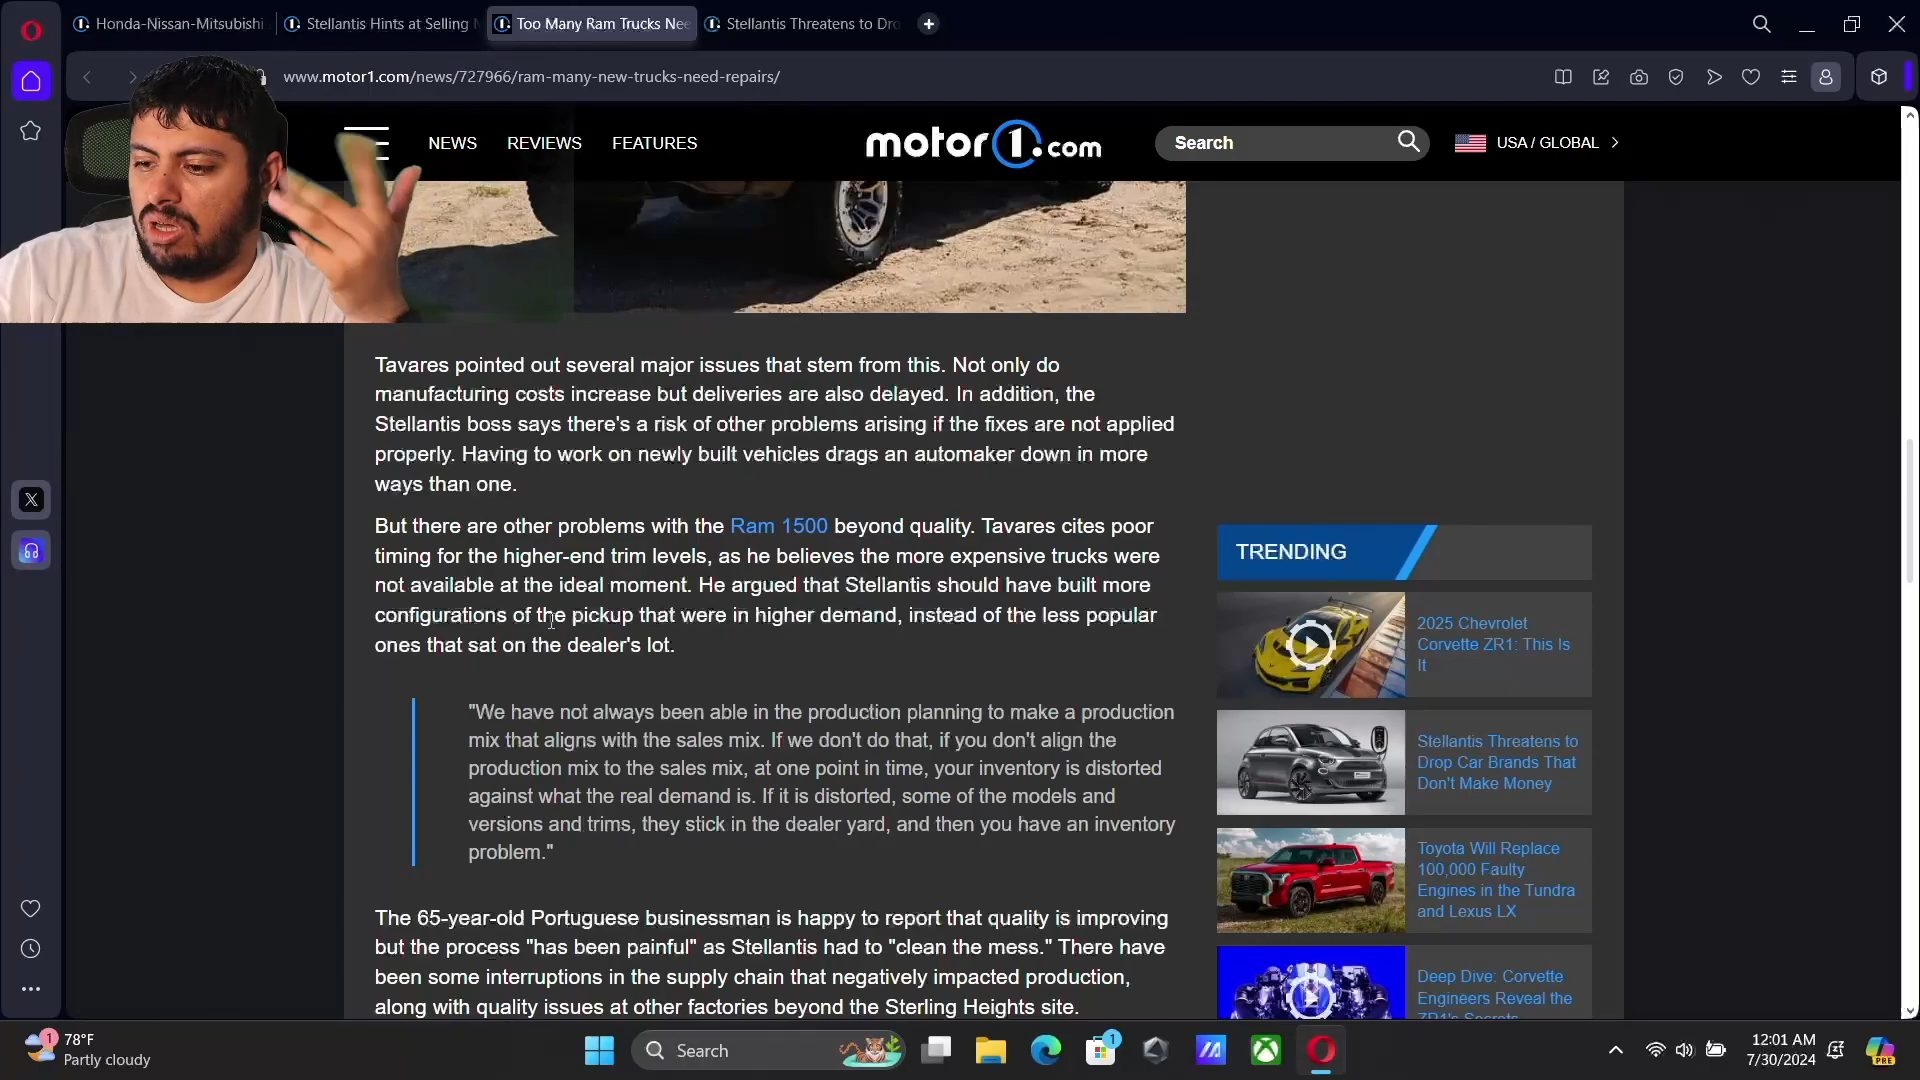 Honda-Nissan-Mitsubishi
Stellantis Hints at Selling
Too Many Ram Trucks Nee
Stellantis Threatens to Dro
www.motor1.com/news/727966/ram-many-new-trucks-need-repairs/
NEWS REVIEWS FEATURES
motor1.com
Search
USA / GLOBAL
Tavares pointed out several major issues that stem from this. Not only do
manufacturing costs increase but deliveries are also delayed. In addition, the
Stellantis boss says there's a risk of other problems arising if the fixes are not applied
properly. Having to work on newly built vehicles drags an automaker down in more
ways than one.
But there are other problems with the Ram 1500 beyond quality. Tavares cites poor
timing for the higher-end trim levels, as he believes the more expensive trucks were
not available at the ideal moment. He argued that Stellantis should have built more
configurations of the pickup that were in higher demand, instead of the less popular
ones that sat on the dealer's lot.
"We have not always been able in the production planning to make a production
mix that aligns with the sales mix. If we don't do that, if you don't align the
production mix to the sales mix, at one point in time, your inventory is distorted
against what the real demand is. If it is distorted, some of the models and
versions and trims, they stick in the dealer yard, and then you have an inventory
problem."
The 65-year-old Portuguese businessman is happy to report that quality is improving
but the process "has been painful" as Stellantis had to "clean the mess." There have
been some interruptions in the supply chain that negatively impacted production,
along with quality issues at other factories beyond the Sterling Heights site.
TRENDING
2025 Chevrolet
Corvette ZR1: This Is
It
Stellantis Threatens to
Drop Car Brands That
Don't Make Money
Toyota Will Replace
100,000 Faulty
Engines in the Tundra
and Lexus LX
Deep Dive: Corvette
Engineers Reveal the
ZR1's Secrets
1
78°F
Partly cloudy
Search
1
12:01 AM
7/30/2024
PRE